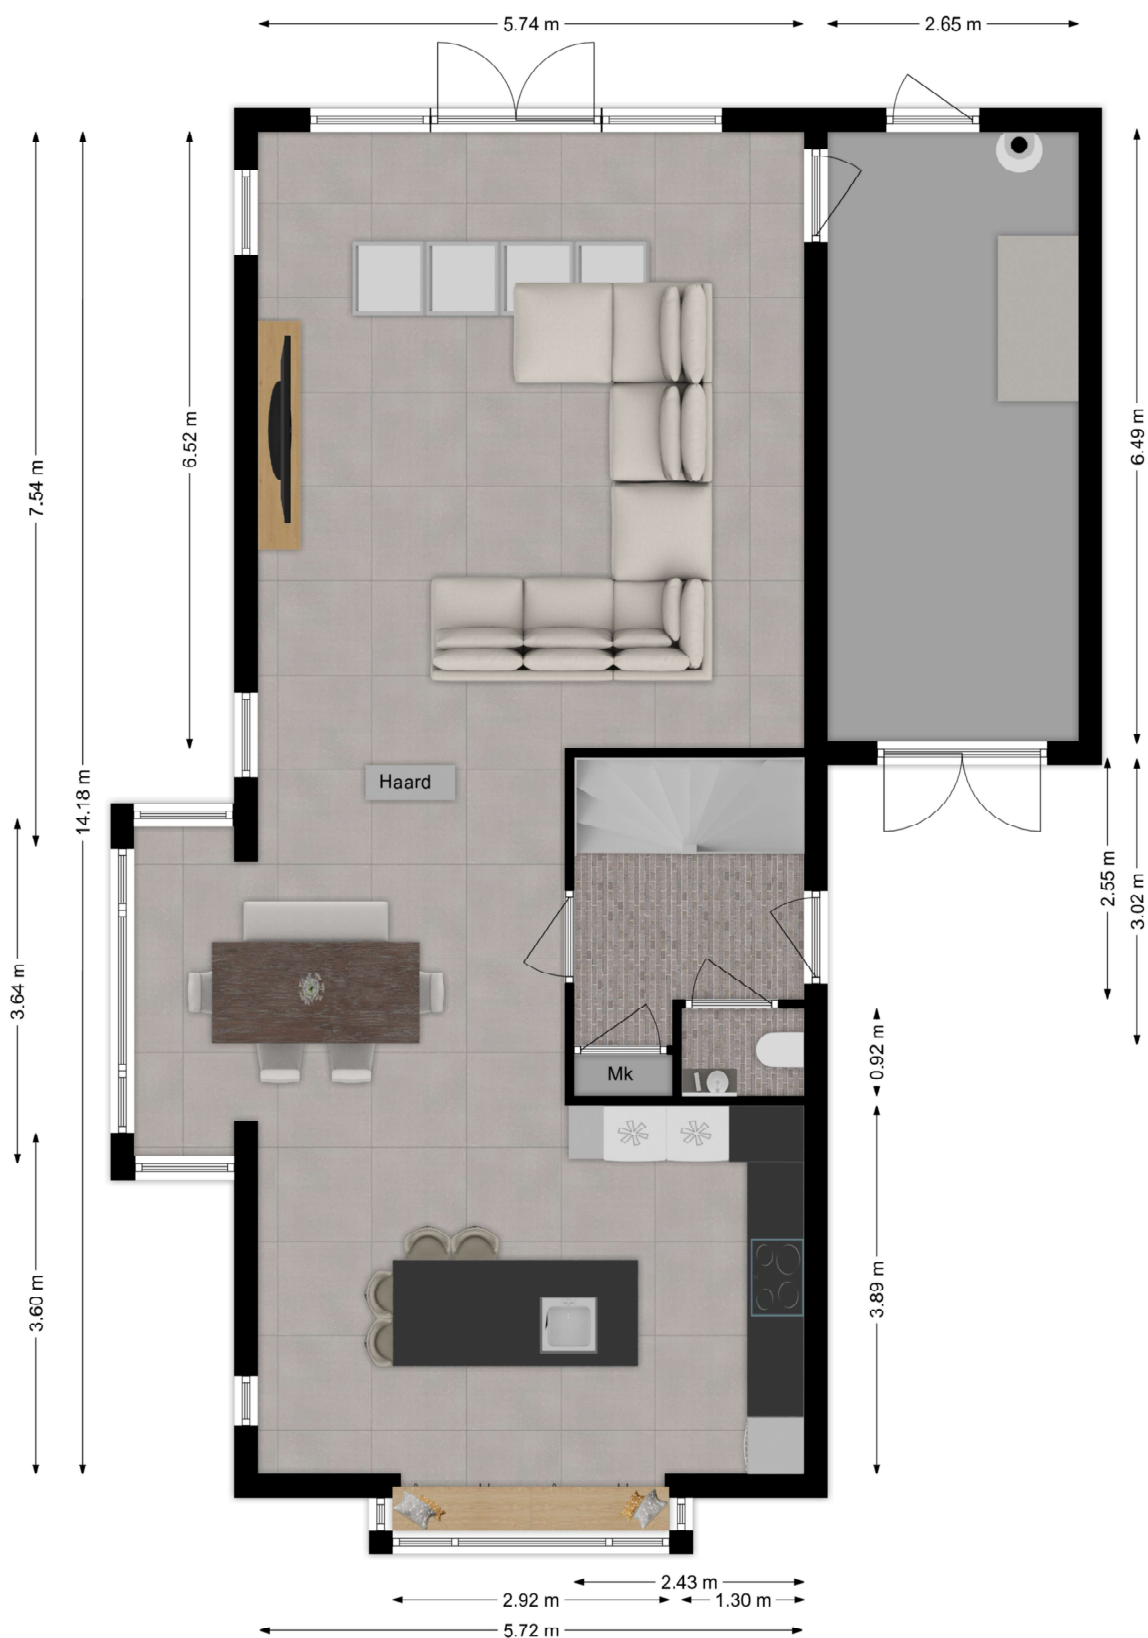 5.74 m
2.65 m
6.52 m
7.54 m
6.49 m
14.18 m
Haard
2.55 m
3.02 m
3.64 m
0.92 m
Mk
3.60 m
3.89 m
2.43 m
2.92 m
1.30 m
5.72 m